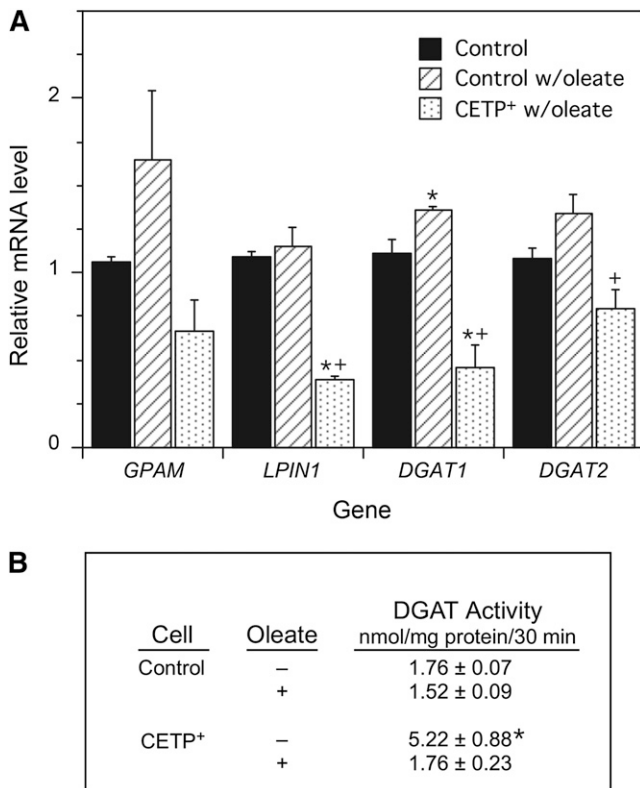 A
Relative mRNA level
2
1
0
Control
Control w/oleate
CETP⁺ w/oleate
*
*+
*+
+
GPAM LPIN1 DGAT1 DGAT2
Gene
B
DGAT Activity
Cell Oleate nmol/mg protein/30 min
Control – 1.76 ± 0.07
+ 1.52 ± 0.09
CETP⁺ – 5.22 ± 0.88*
+ 1.76 ± 0.23